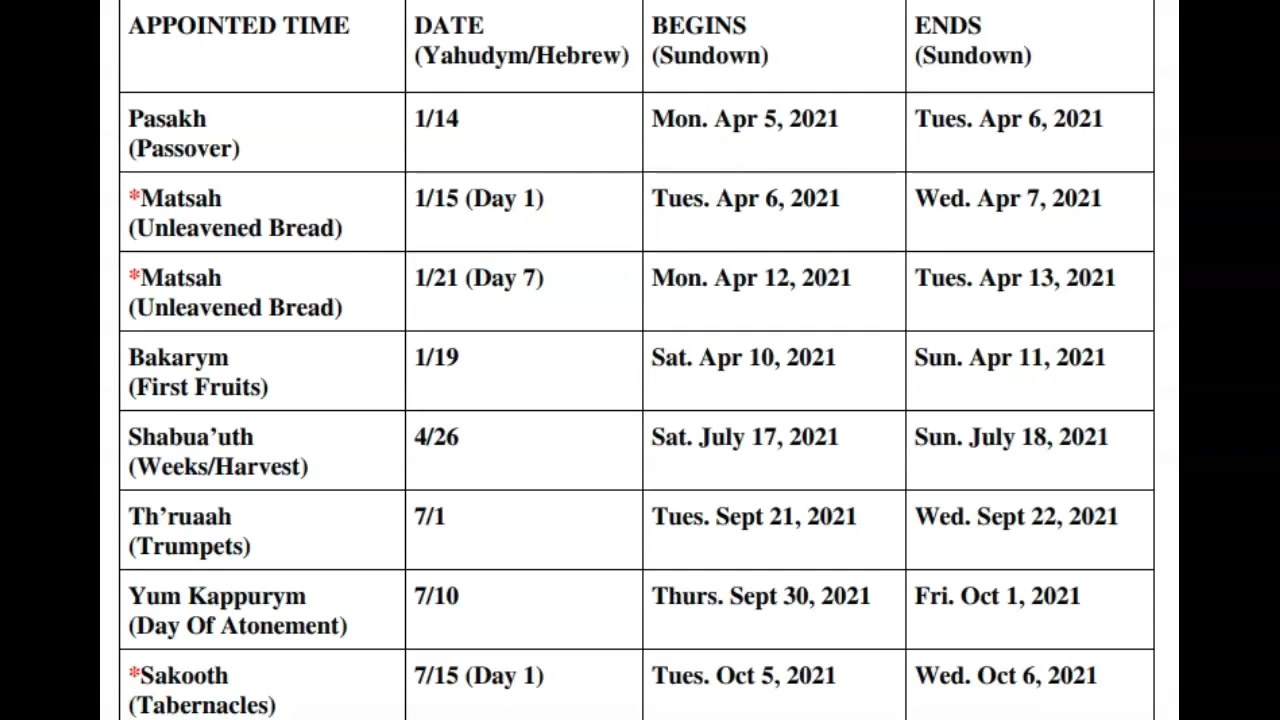 APPOINTED TIME DATE BEGINS ENDS
(Yahudym/Hebrew) (Sundown) (Sundown)
Pasakh 1/14 Mon. Apr 5, 2021 Tues. Apr 6, 2021
(Passover)
*Matsah 1/15 (Day 1) Tues. Apr 6, 2021 Wed. Apr 7, 2021
(Unleavened Bread)
*Matsah 1/21 (Day 7) Mon. Apr 12, 2021 Tues. Apr 13, 2021
(Unleavened Bread)
Bakarym 1/19 Sat. Apr 10, 2021 Sun. Apr 11, 2021
(First Fruits)
Shabua’uth 4/26 Sat. July 17, 2021 Sun. July 18, 2021
(Weeks/Harvest)
Th’ruaah 7/1 Tues. Sept 21, 2021 Wed. Sept 22, 2021
(Trumpets)
Yum Kappurym 7/10 Thurs. Sept 30, 2021 Fri. Oct 1, 2021
(Day Of Atonement)
*Sakooth 7/15 (Day 1) Tues. Oct 5, 2021 Wed. Oct 6, 2021
(Tabernacles)